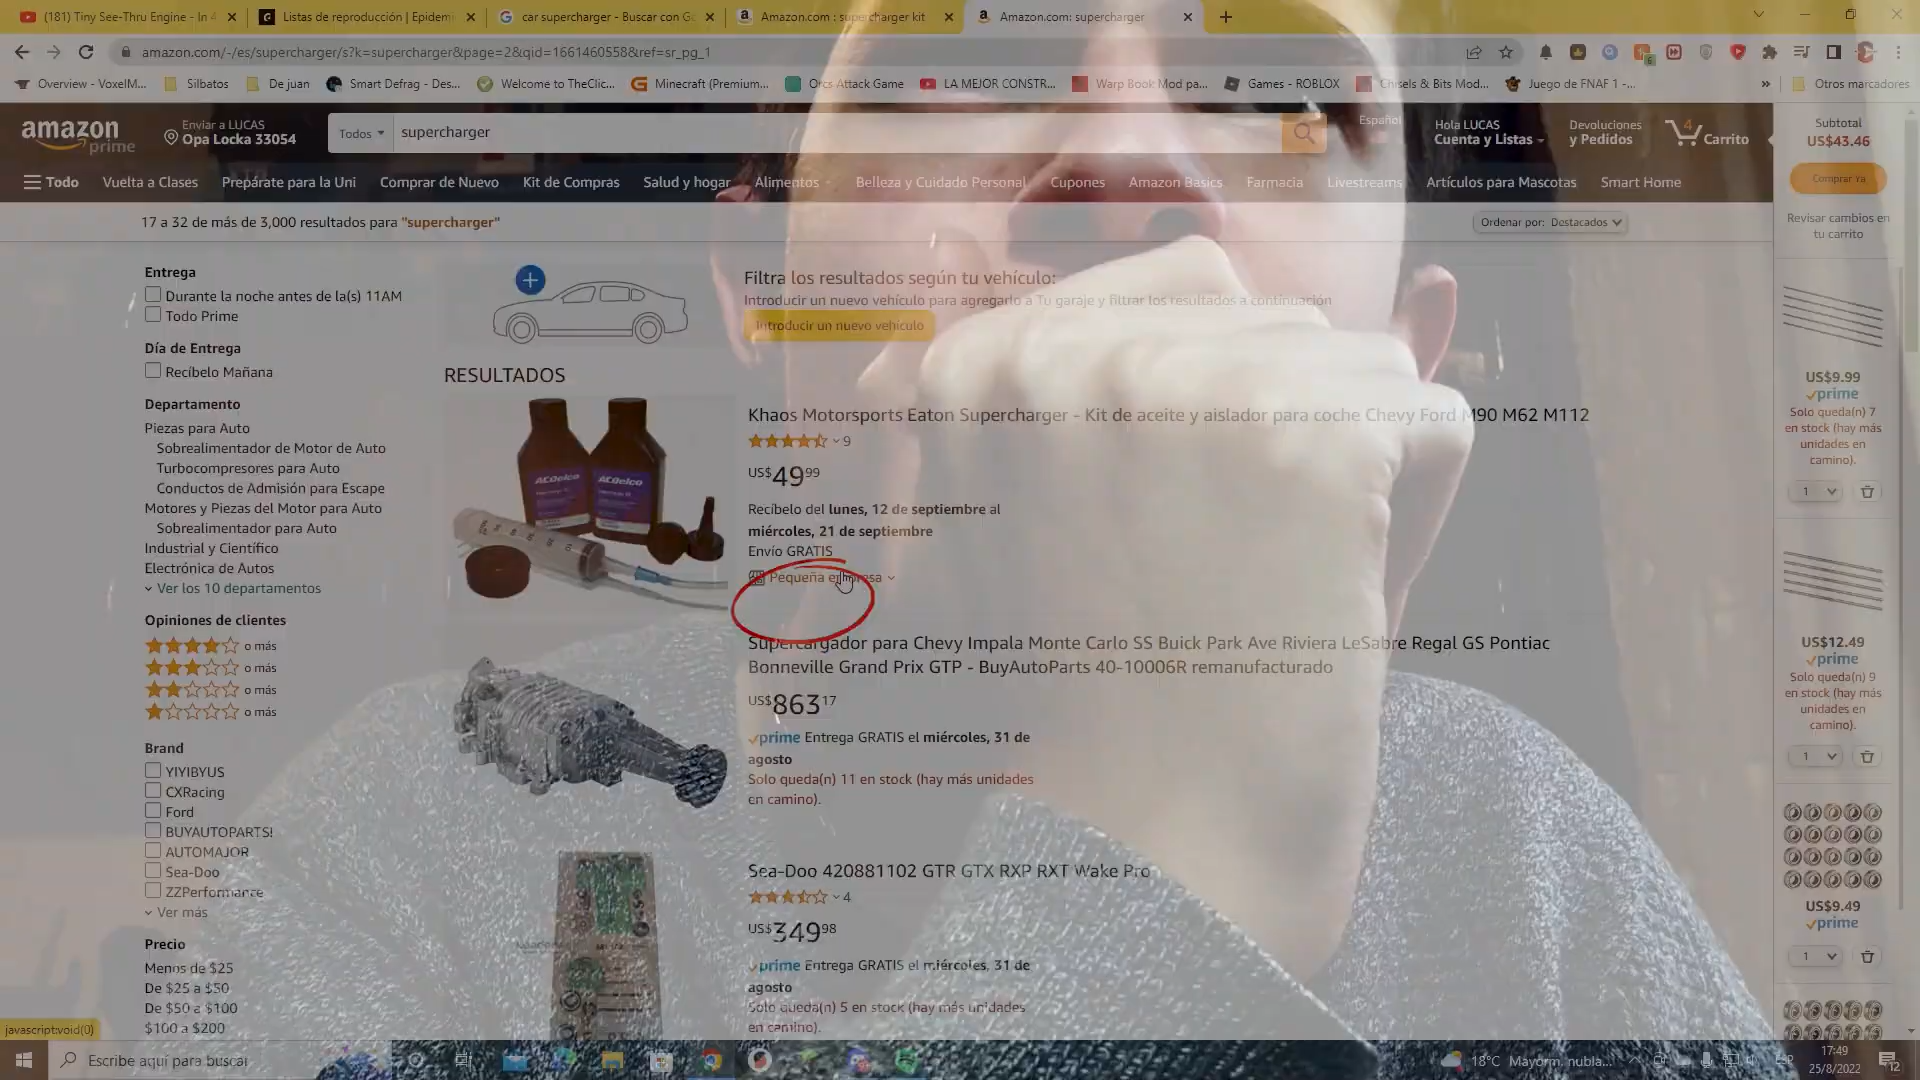 (181) Tiny See-Thru Engine - In 4
Listas de reproducción | Epidem
car supercharger - Buscar con Go
Amazon.com : supercharger kit
Amazon.com: supercharger
amazon.com/-/es/supercharger/s?k=supercharger&page=2&qid=1661460558&ref=sr_pg_1
Overview - VoxelM...
Silbatos
De juan
Smart Defrag - Des...
Welcome to TheClic...
Minecraft (Premium...
Orcs Attack Game
LA MEJOR CONSTR...
Warp Book Mod pa...
Games - ROBLOX
Chisels & Bits Mod...
Juego de FNAF 1 -...
»
Otros marcadores
amazon
prime
Enviar a LUCAS
Opa Locka 33054
Todos
supercharger
Español
Hola LUCAS
Cuenta y Listas
Devoluciones
y Pedidos
4
Carrito
Subtotal
US$43.46
Comprar Ya
Revisar cambios en
tu carrito
Todo
Vuelta a Clases
Prepárate para la Uni
Comprar de Nuevo
Kit de Compras
Salud y hogar
Alimentos
Belleza y Cuidado Personal
Cupones
Amazon Basics
Farmacia
Livestreams
Artículos para Mascotas
Smart Home
17 a 32 de más de 3,000 resultados para "supercharger"
Ordenar por: Destacados
Entrega
Durante la noche antes de la(s) 11AM
Todo Prime
Día de Entrega
Recíbelo Mañana
Departamento
Piezas para Auto
Sobrealimentador de Motor de Auto
Turbocompresores para Auto
Conductos de Admisión para Escape
Motores y Piezas del Motor para Auto
Sobrealimentador para Auto
Industrial y Científico
Electrónica de Autos
Ver los 10 departamentos
Opiniones de clientes
o más
o más
o más
o más
Brand
YIYIBYUS
CXRacing
Ford
BUYAUTOPARTS!
AUTOMAJOR
Sea-Doo
ZZPerformance
Ver más
Precio
Menos de $25
De $25 a $50
De $50 a $100
$100 a $200
Filtra los resultados según tu vehículo:
Introducir un nuevo vehículo para agregarlo a Tu garaje y filtrar los resultados a continuación
Introducir un nuevo vehículo
RESULTADOS
ACDelco
ACDelco
Khaos Motorsports Eaton Supercharger - Kit de aceite y aislador para coche Chevy Ford M90 M62 M112
9
US$49.99
Recíbelo del lunes, 12 de septiembre al
miércoles, 21 de septiembre
Envío GRATIS
Pequeña empresa
Supercargador para Chevy Impala Monte Carlo SS Buick Park Ave Riviera LeSabre Regal GS Pontiac
Bonneville Grand Prix GTP - BuyAutoParts 40-10006R remanufacturado
US$863.17
prime Entrega GRATIS el miércoles, 31 de
agosto
Solo queda(n) 11 en stock (hay más unidades
en camino).
Sea-Doo 420881102 GTR GTX RXP RXT Wake Pro
4
US$349.98
prime Entrega GRATIS el miércoles, 31 de
agosto
Solo queda(n) 5 en stock (hay más unidades
en camino).
US$9.99
prime
Solo queda(n) 7
en stock (hay más
unidades en
camino).
1
US$12.49
prime
Solo queda(n) 9
en stock (hay más
unidades en
camino).
1
US$9.49
prime
1
javascript:void(0)
Escribe aquí para buscar
18°C Mayorm. nubla...
ESP
17:49
25/8/2022
12